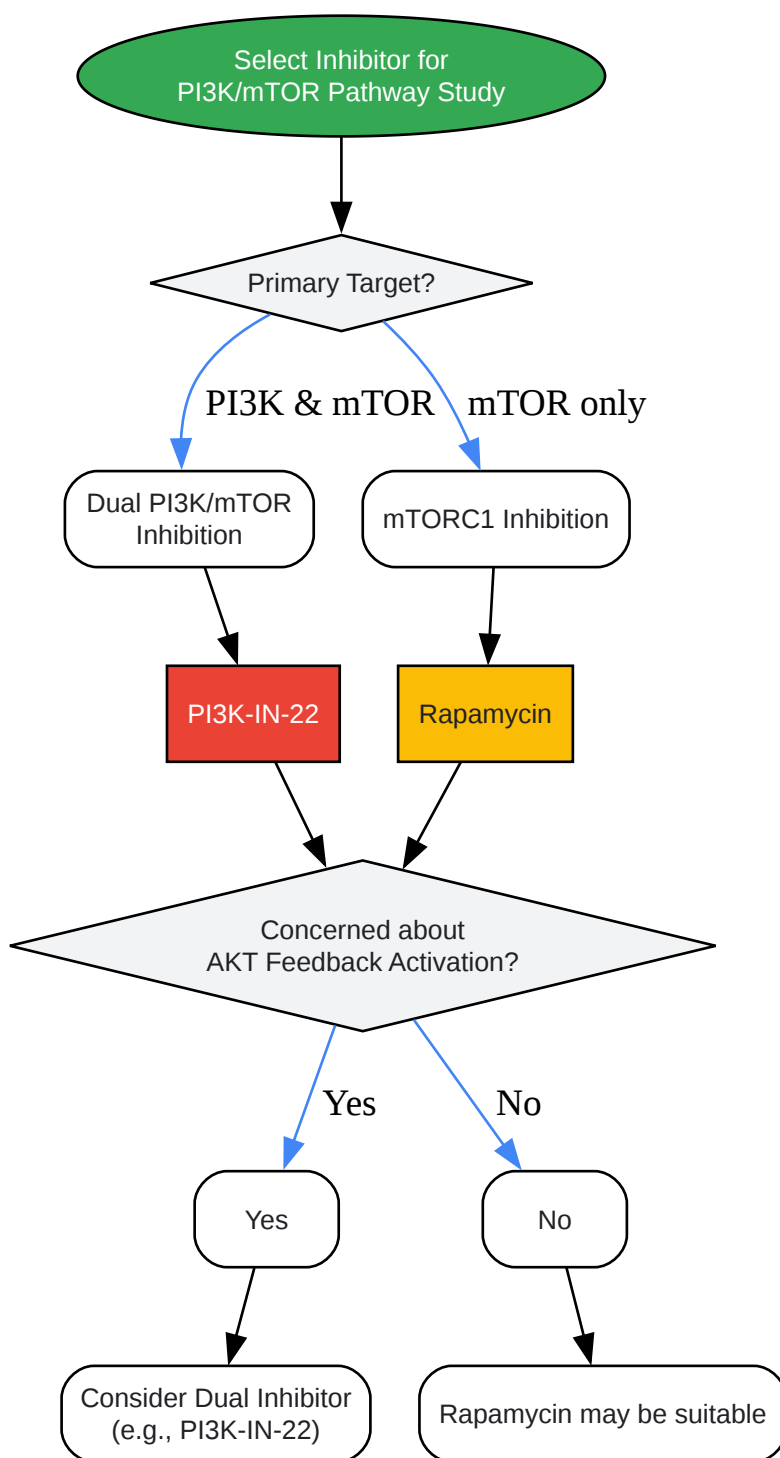 Select Inhibitor for
PI3K/mTOR Pathway Study
Primary Target?
PI3K & mTOR
mTOR only
Dual PI3K/mTOR
Inhibition
mTORC1 Inhibition
PI3K-IN-22
Rapamycin
Concerned about
AKT Feedback Activation?
Yes
No
Yes
No
Consider Dual Inhibitor
(e.g., PI3K-IN-22)
Rapamycin may be suitable